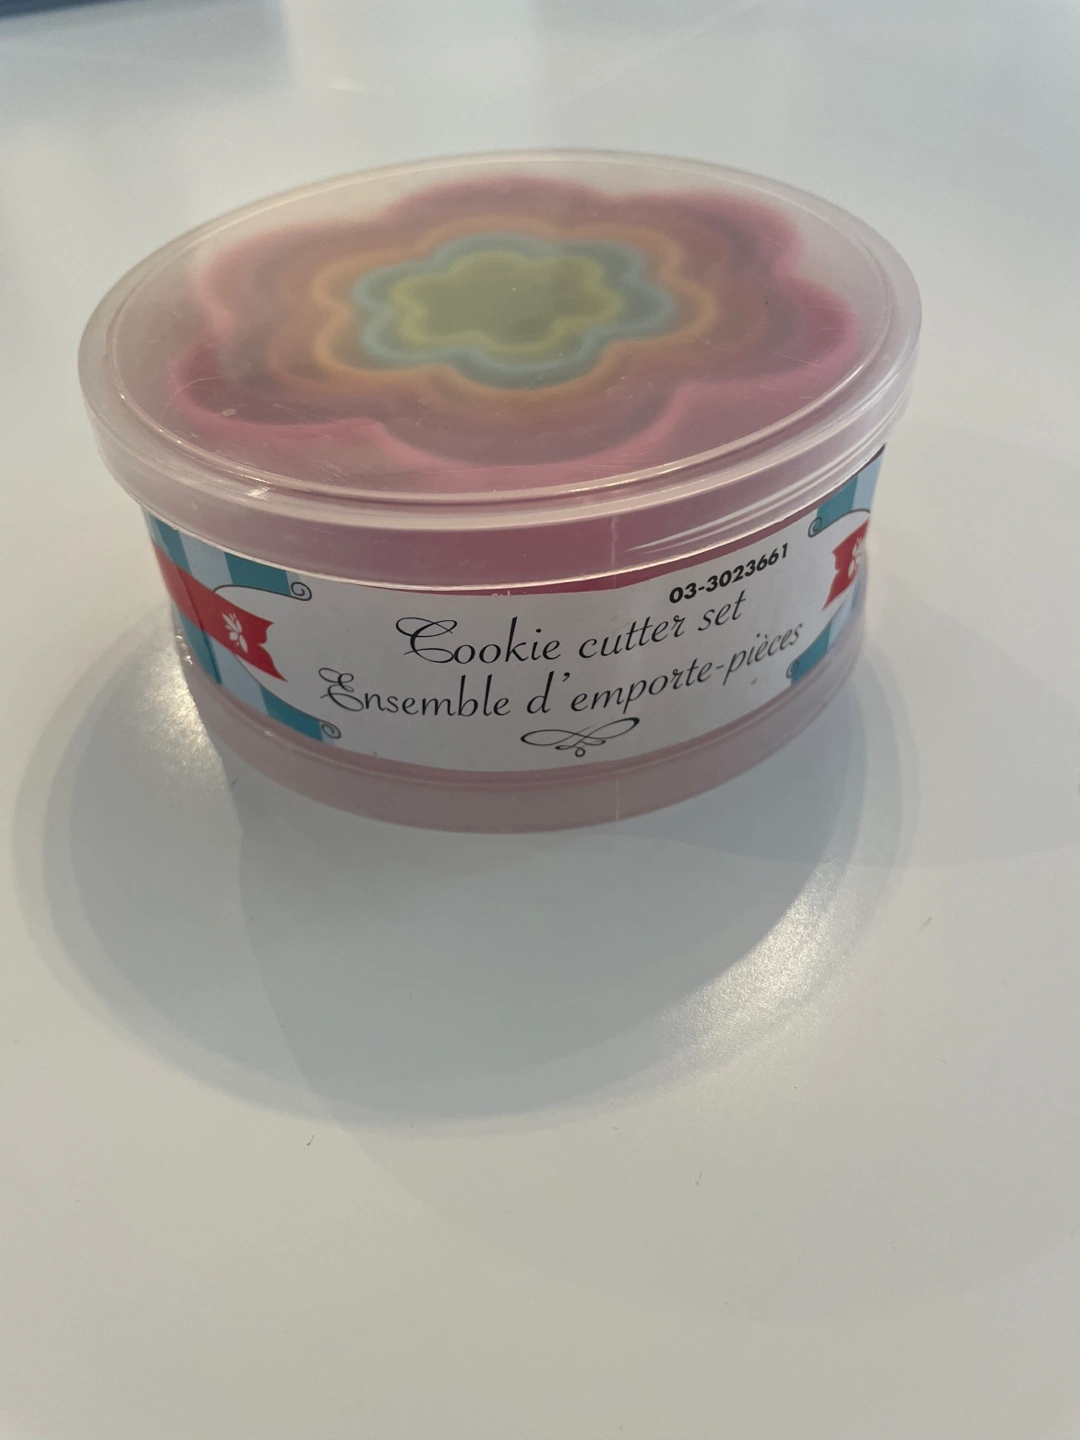 03-3023661
Cookie cutter set
Ensemble d'emporte-pièces